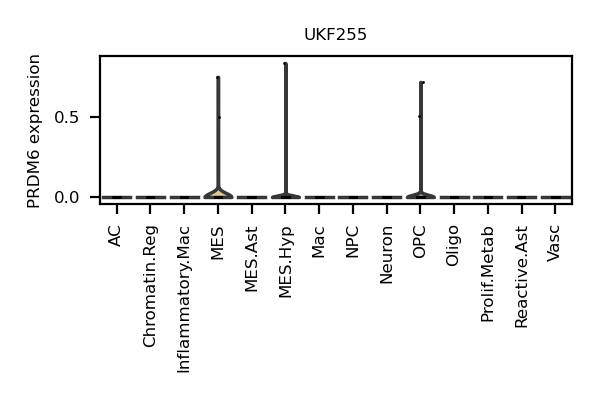 UKF255
PRDM6 expression
0.5
0.0
AC
Chromatin.Reg
Inflammatory.Mac
MES
MES.Ast
MES.Hyp
Mac
NPC
Neuron
OPC
Oligo
Prolif.Metab
Reactive.Ast
Vasc